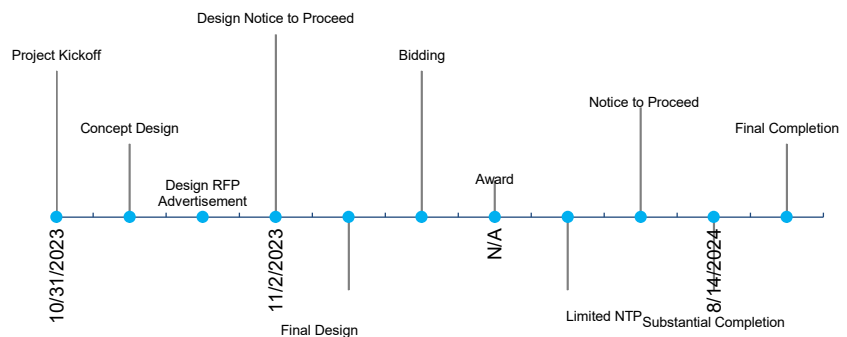 Design Notice to Proceed
Project Kickoff
Bidding
Notice to Proceed
Concept Design
Final Completion
Design RFP
Advertisement
Award
10/31/2023
11/2/2023
N/A
8/14/2024
Limited NTP
Substantial Completion
Final Design